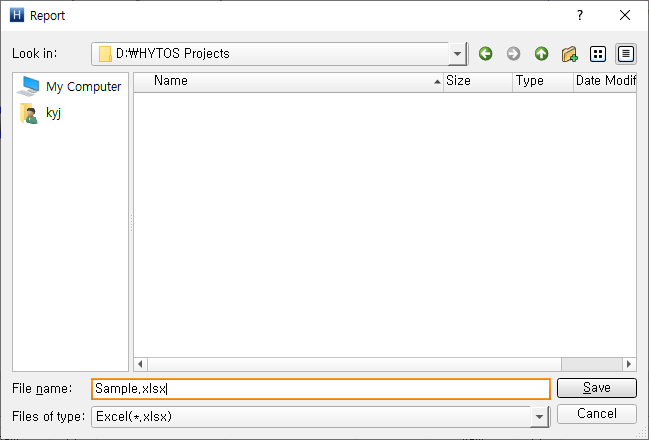 Report
Look in: D:₩HYTOS Projects
My Computer
kyj
Name Size Type Date Modif
File name: Sample.xlsx Save
Files of type: Excel(*.xlsx) Cancel